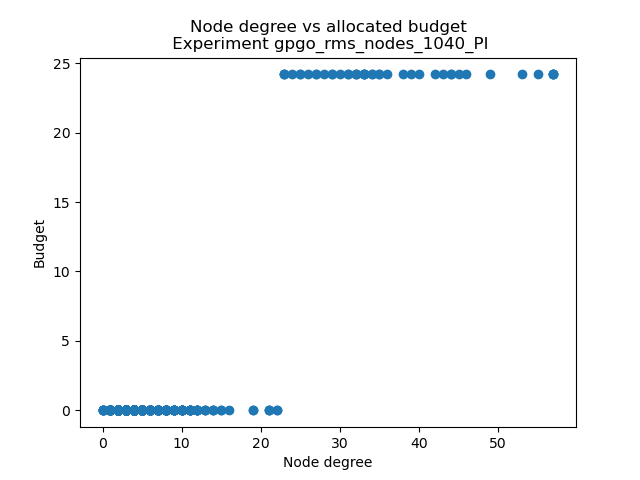 Node degree vs allocated budget
Experiment gpgo_rms_nodes_1040_PI
25
20
15
10
5
0
Budget
0 10 20 30 40 50
Node degree